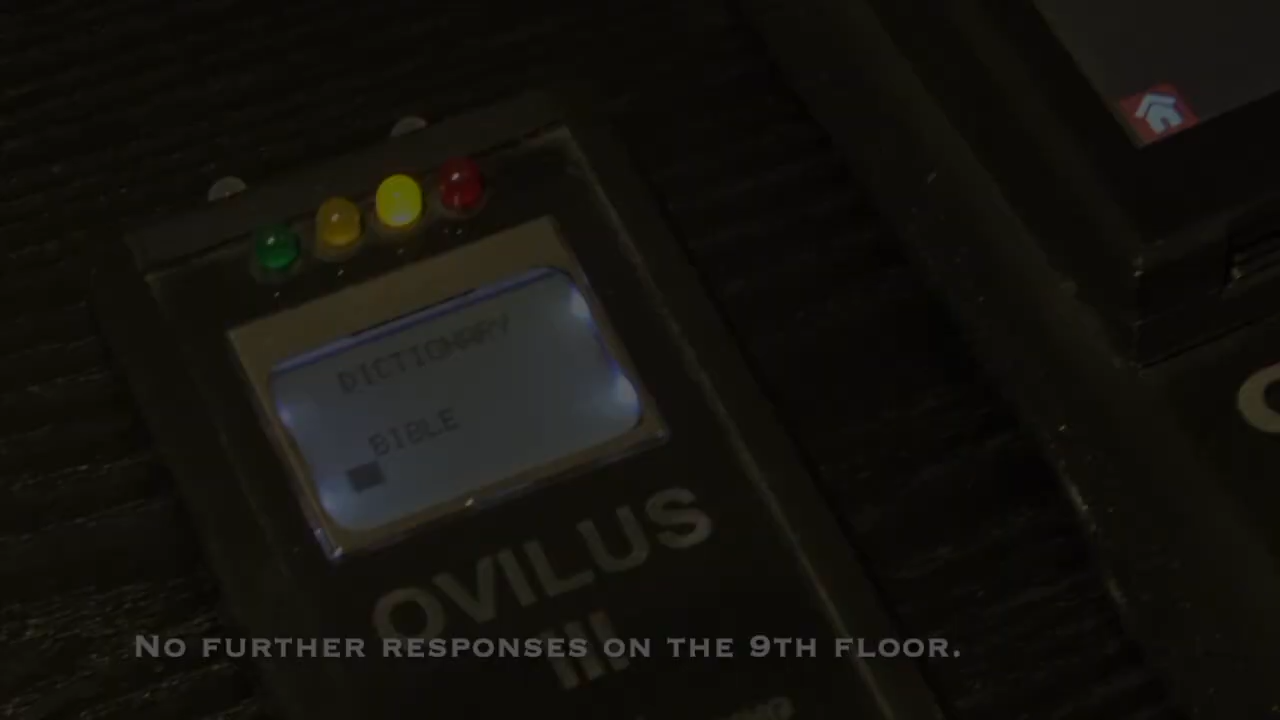 DICTIONARY
BIBLE
OVILUS
III
No further responses on the 9th floor.